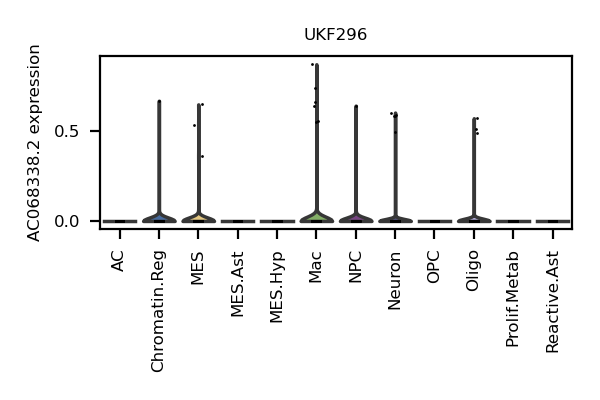 UKF296
AC068338.2 expression
0.5
0.0
AC
Chromatin.Reg
MES
MES.Ast
MES.Hyp
Mac
NPC
Neuron
OPC
Oligo
Prolif.Metab
Reactive.Ast